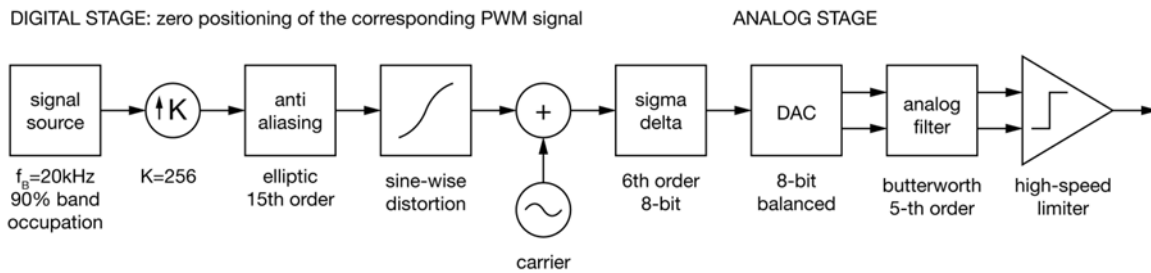 DIGITAL STAGE: zero positioning of the corresponding PWM signal
ANALOG STAGE
signal
source
↑K
anti
aliasing
+
sigma
delta
DAC
analog
filter
f_B=20kHz
90% band
occupation
K=256
elliptic
15th order
sine-wise
distortion
carrier
6th order
8-bit
8-bit
balanced
butterworth
5-th order
high-speed
limiter